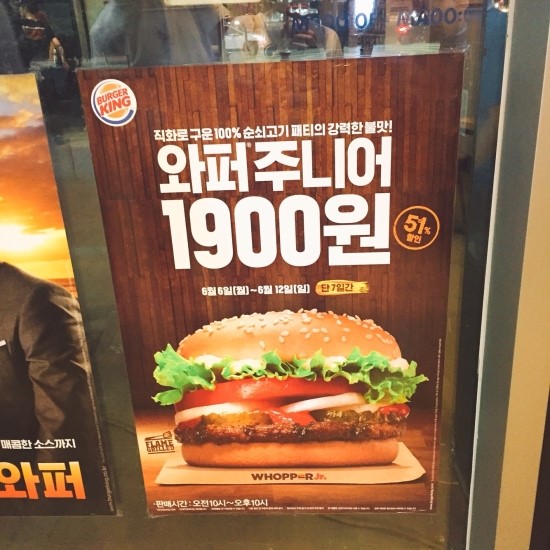 BURGER
KING
직화로 구운 100% 순쇠고기 패티의 강력한 불맛!
와퍼® 주니어
1900원
51%
할인
6월 6일(월)~6월 12일(일) 단 7일간
FLAME
GRILLED
WHOPPER Jr.
•판매시간 : 오전10시~오후10시
매콤한 소스까지
와퍼